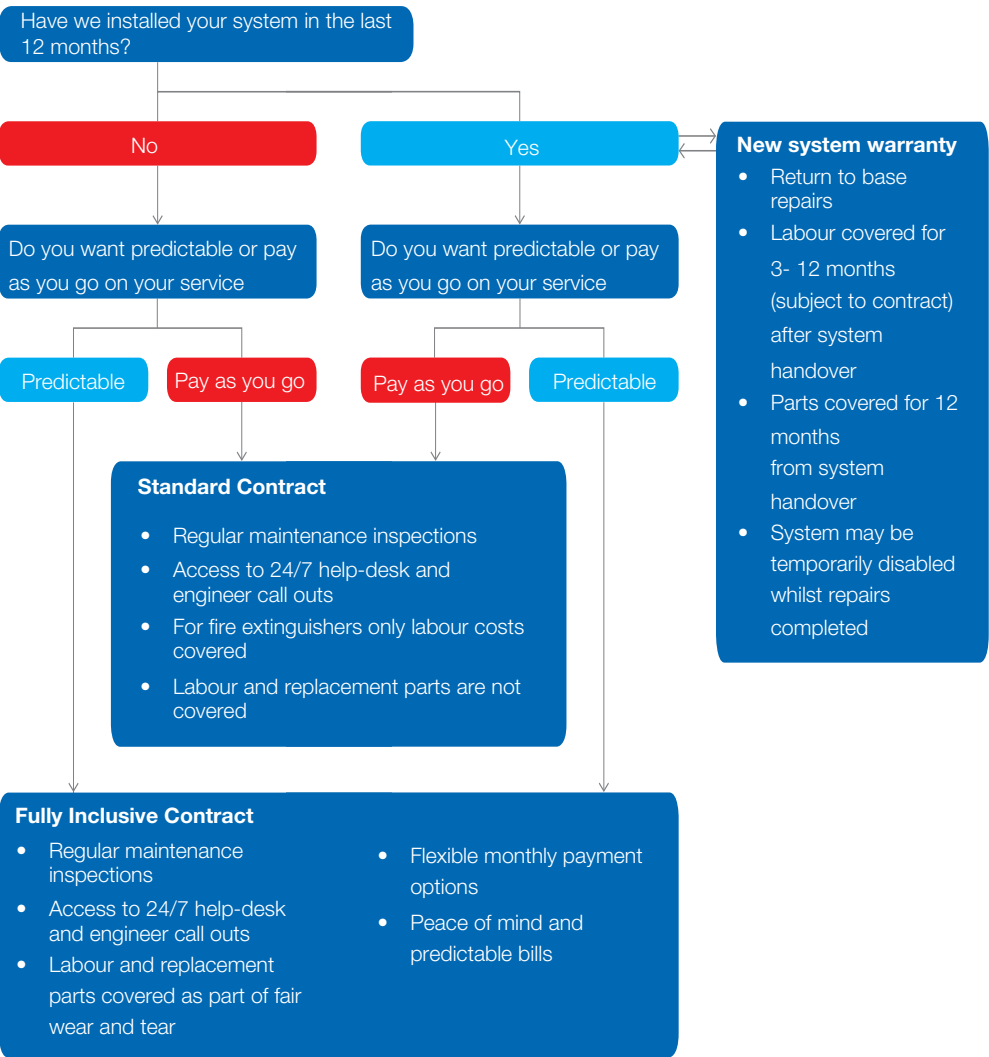 Have we installed your system in the last
12 months?
No
Yes
New system warranty
• Return to base
repairs
• Labour covered for
3- 12 months
(subject to contract)
after system
handover
• Parts covered for 12
months
from system
handover
• System may be
temporarily disabled
whilst repairs
completed
Do you want predictable or pay
as you go on your service
Do you want predictable or pay
as you go on your service
Predictable
Pay as you go
Pay as you go
Predictable
Standard Contract
• Regular maintenance inspections
• Access to 24/7 help-desk and
engineer call outs
• For fire extinguishers only labour costs
covered
• Labour and replacement parts are not
covered
Fully Inclusive Contract
• Regular maintenance
inspections
• Access to 24/7 help-desk
and engineer call outs
• Labour and replacement
parts covered as part of fair
wear and tear
• Flexible monthly payment
options
• Peace of mind and
predictable bills